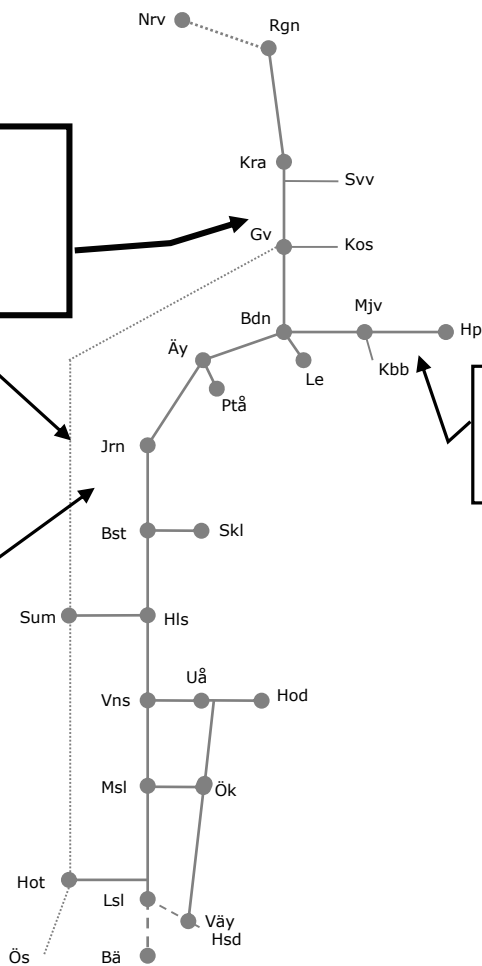 Nrv
Rgn
Kra
Svv
Gv
Kos
Bdn
Mjv
Hp
Äy
Le
Kbb
Ptå
Jrn
Bst
Skl
Sum
Hls
Uå
Vns
Hod
Msl
Ök
Hot
Lsl
Väy
Hsd
Ös
Bä